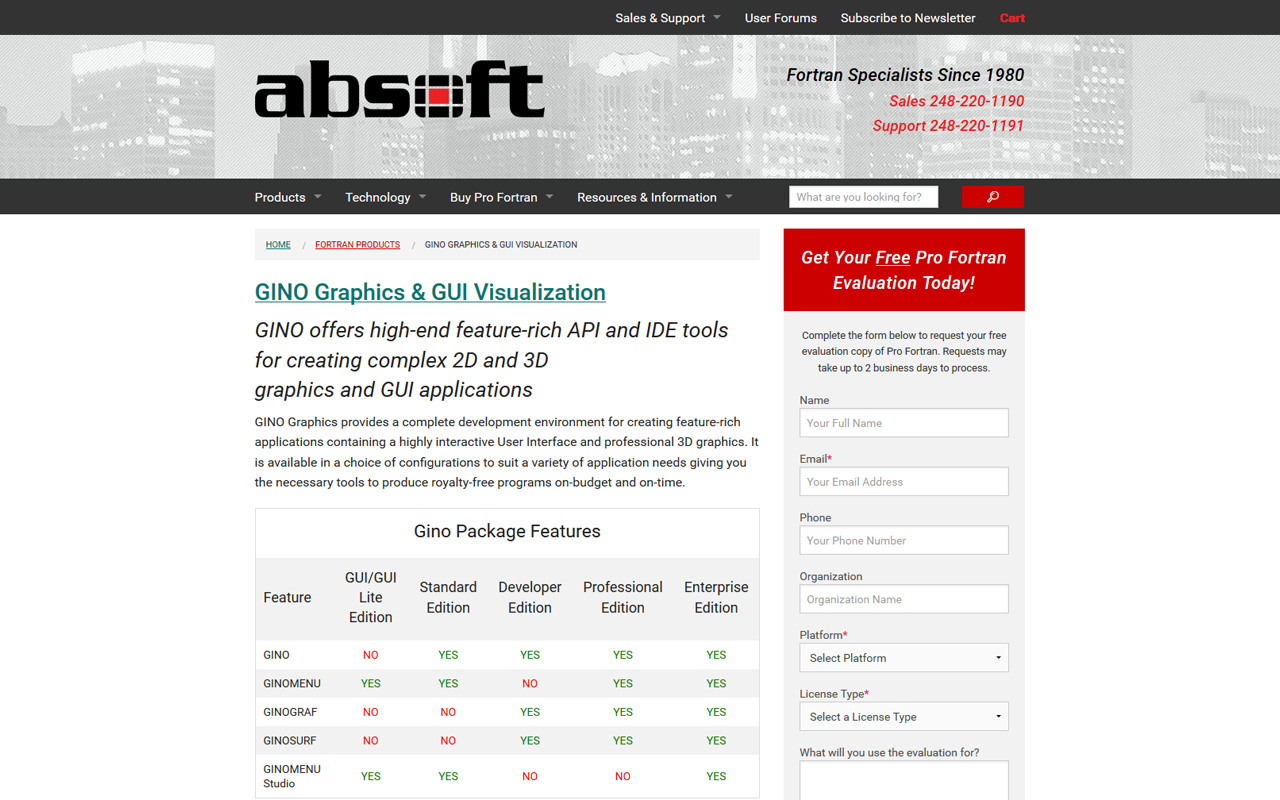 Sales & Support
User Forums
Subscribe to Newsletter
Cart
absoft
Fortran Specialists Since 1980
Sales 248-220-1190
Support 248-220-1191
Products
Technology
Buy Pro Fortran
Resources & Information
What are you looking for?
HOME / FORTRAN PRODUCTS / GINO GRAPHICS & GUI VISUALIZATION
GINO Graphics & GUI Visualization
GINO offers high-end feature-rich API and IDE tools
for creating complex 2D and 3D
graphics and GUI applications
GINO Graphics provides a complete development environment for creating feature-rich
applications containing a highly interactive User Interface and professional 3D graphics. It
is available in a choice of configurations to suit a variety of application needs giving you
the necessary tools to produce royalty-free programs on-budget and on-time.
Gino Package Features
Feature
GUI/GUI
Lite
Edition
Standard
Edition
Developer
Edition
Professional
Edition
Enterprise
Edition
GINO NO YES YES YES YES
GINOMENU YES YES NO YES YES
GINOGRAF NO NO YES YES YES
GINOSURF NO NO YES YES YES
GINOMENU
Studio
YES YES NO NO YES
Get Your Free Pro Fortran
Evaluation Today!
Complete the form below to request your free
evaluation copy of Pro Fortran. Requests may
take up to 2 business days to process.
Name
Your Full Name
Email*
Your Email Address
Phone
Your Phone Number
Organization
Organization Name
Platform*
Select Platform
License Type*
Select a License Type
What will you use the evaluation for?